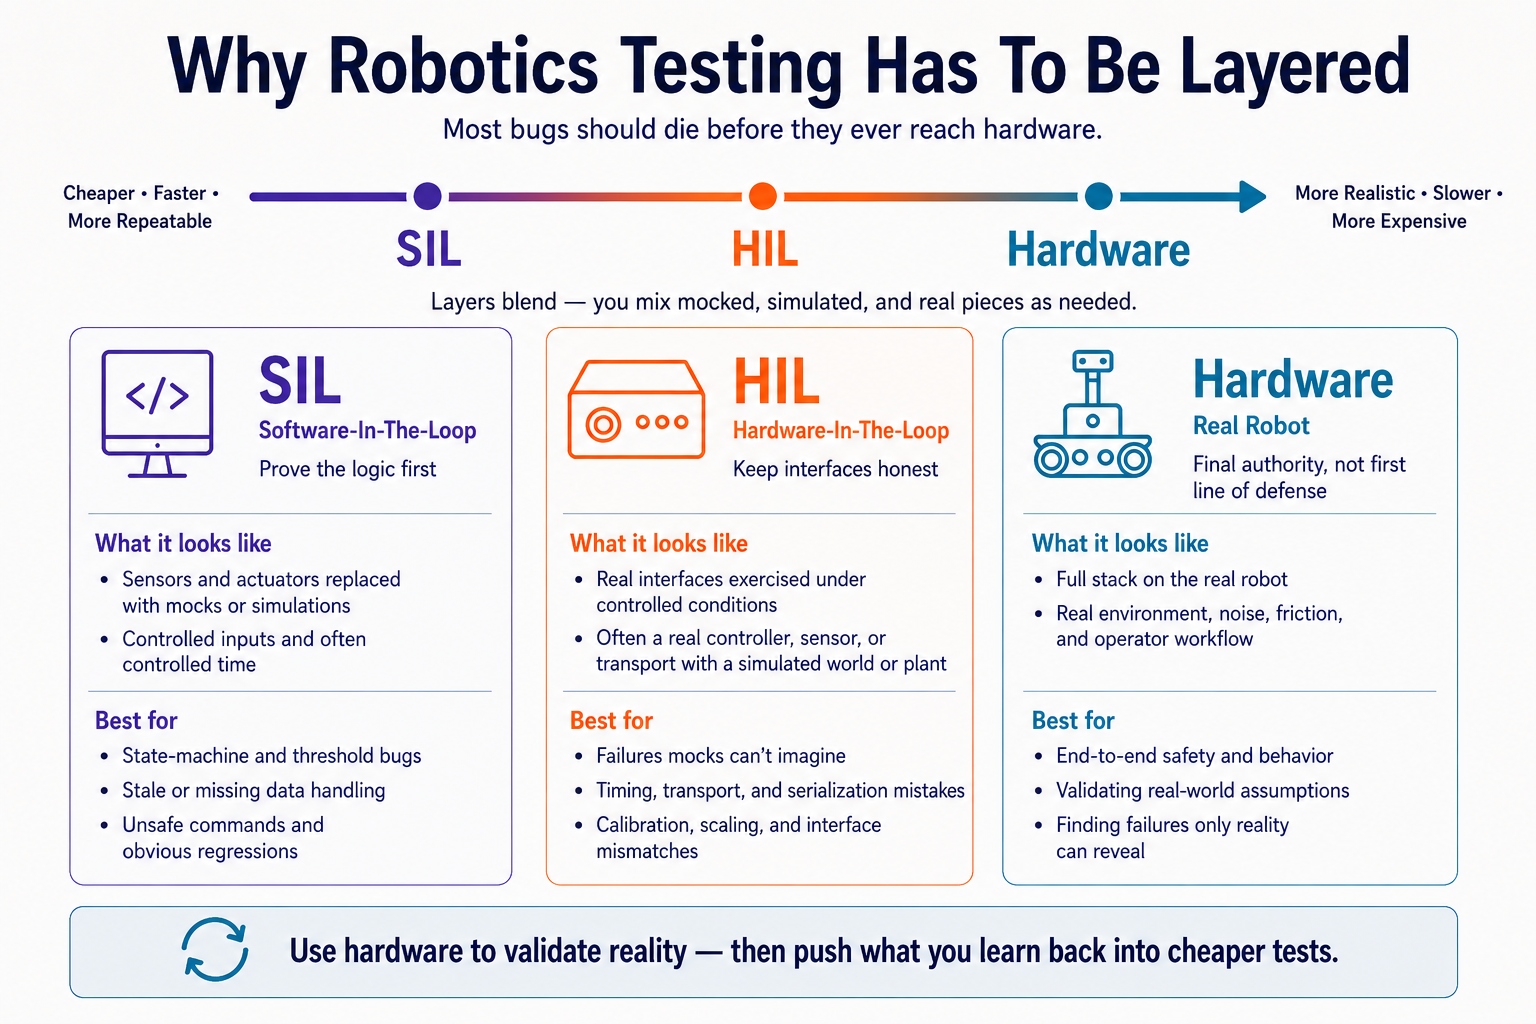 Why Robotics Testing Has To Be Layered
Most bugs should die before they ever reach hardware.
Cheaper • Faster •
More Repeatable
More Realistic • Slower •
More Expensive
SIL
HIL
Hardware
Layers blend — you mix mocked, simulated, and real pieces as needed.
</>
SIL
Software-In-The-Loop
Prove the logic first
What it looks like
• Sensors and actuators replaced
with mocks or simulations
• Controlled inputs and often
controlled time
Best for
• State-machine and threshold bugs
• Stale or missing data handling
• Unsafe commands and
obvious regressions
HIL
Hardware-In-The-Loop
Keep interfaces honest
What it looks like
• Real interfaces exercised under
controlled conditions
• Often a real controller, sensor, or
transport with a simulated world or plant
Best for
• Failures mocks can’t imagine
• Timing, transport, and serialization mistakes
• Calibration, scaling, and interface
mismatches
Hardware
Real Robot
Final authority, not first
line of defense
What it looks like
• Full stack on the real robot
• Real environment, noise, friction,
and operator workflow
Best for
• End-to-end safety and behavior
• Validating real-world assumptions
• Finding failures only reality
can reveal
Use hardware to validate reality — then push what you learn back into cheaper tests.